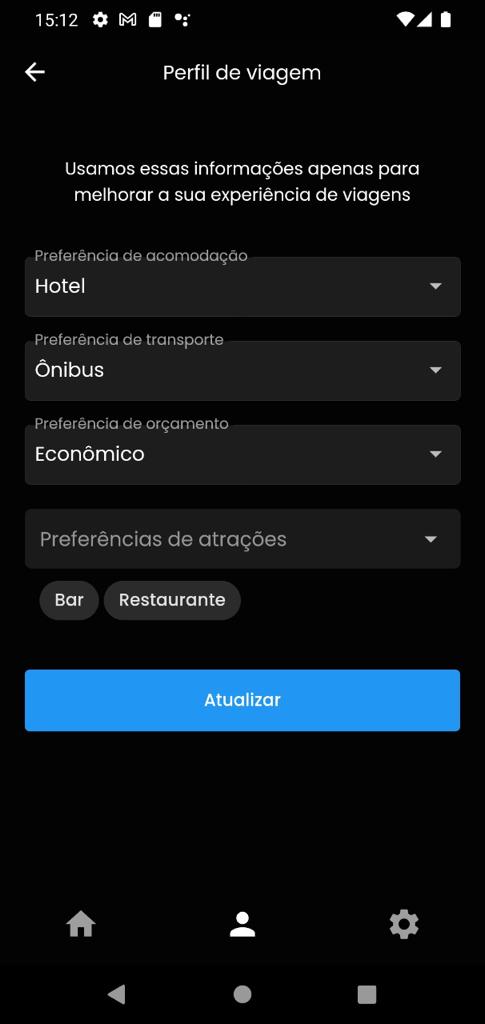 15:12
Perfil de viagem
Usamos essas informações apenas para
melhorar a sua experiência de viagens
Preferência de acomodação
Hotel
Preferência de transporte
Ônibus
Preferência de orçamento
Econômico
Preferências de atrações
Bar Restaurante
Atualizar